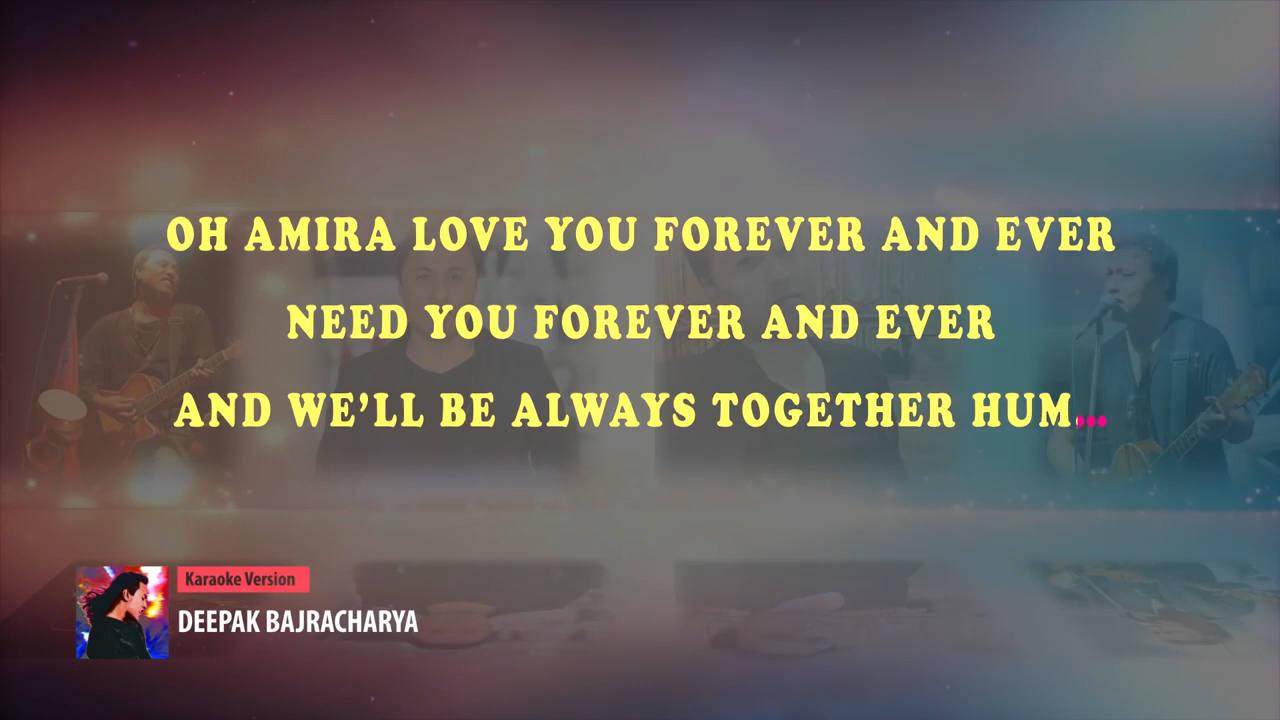 OH AMIRA LOVE YOU FOREVER AND EVER
NEED YOU FOREVER AND EVER
AND WE'LL BE ALWAYS TOGETHER HUM...
Karaoke Version
DEEPAK BAJRACHARYA